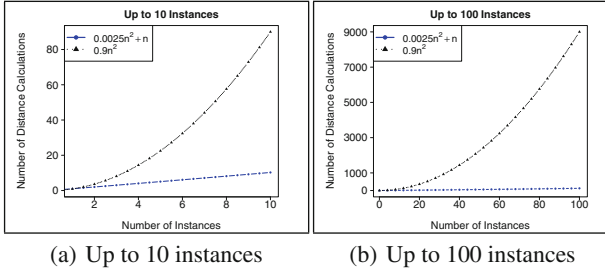 Up to 10 Instances
0.0025n²+n
0.9n²
Number of Distance Calculations
80
60
40
20
0
2
4
6
8
10
Number of Instances
(a) Up to 10 instances
Up to 100 Instances
0.0025n²+n
0.9n²
Number of Distance Calculations
9000
7000
5000
3000
1000
0
0
20
40
60
80
100
Number of Instances
(b) Up to 100 instances